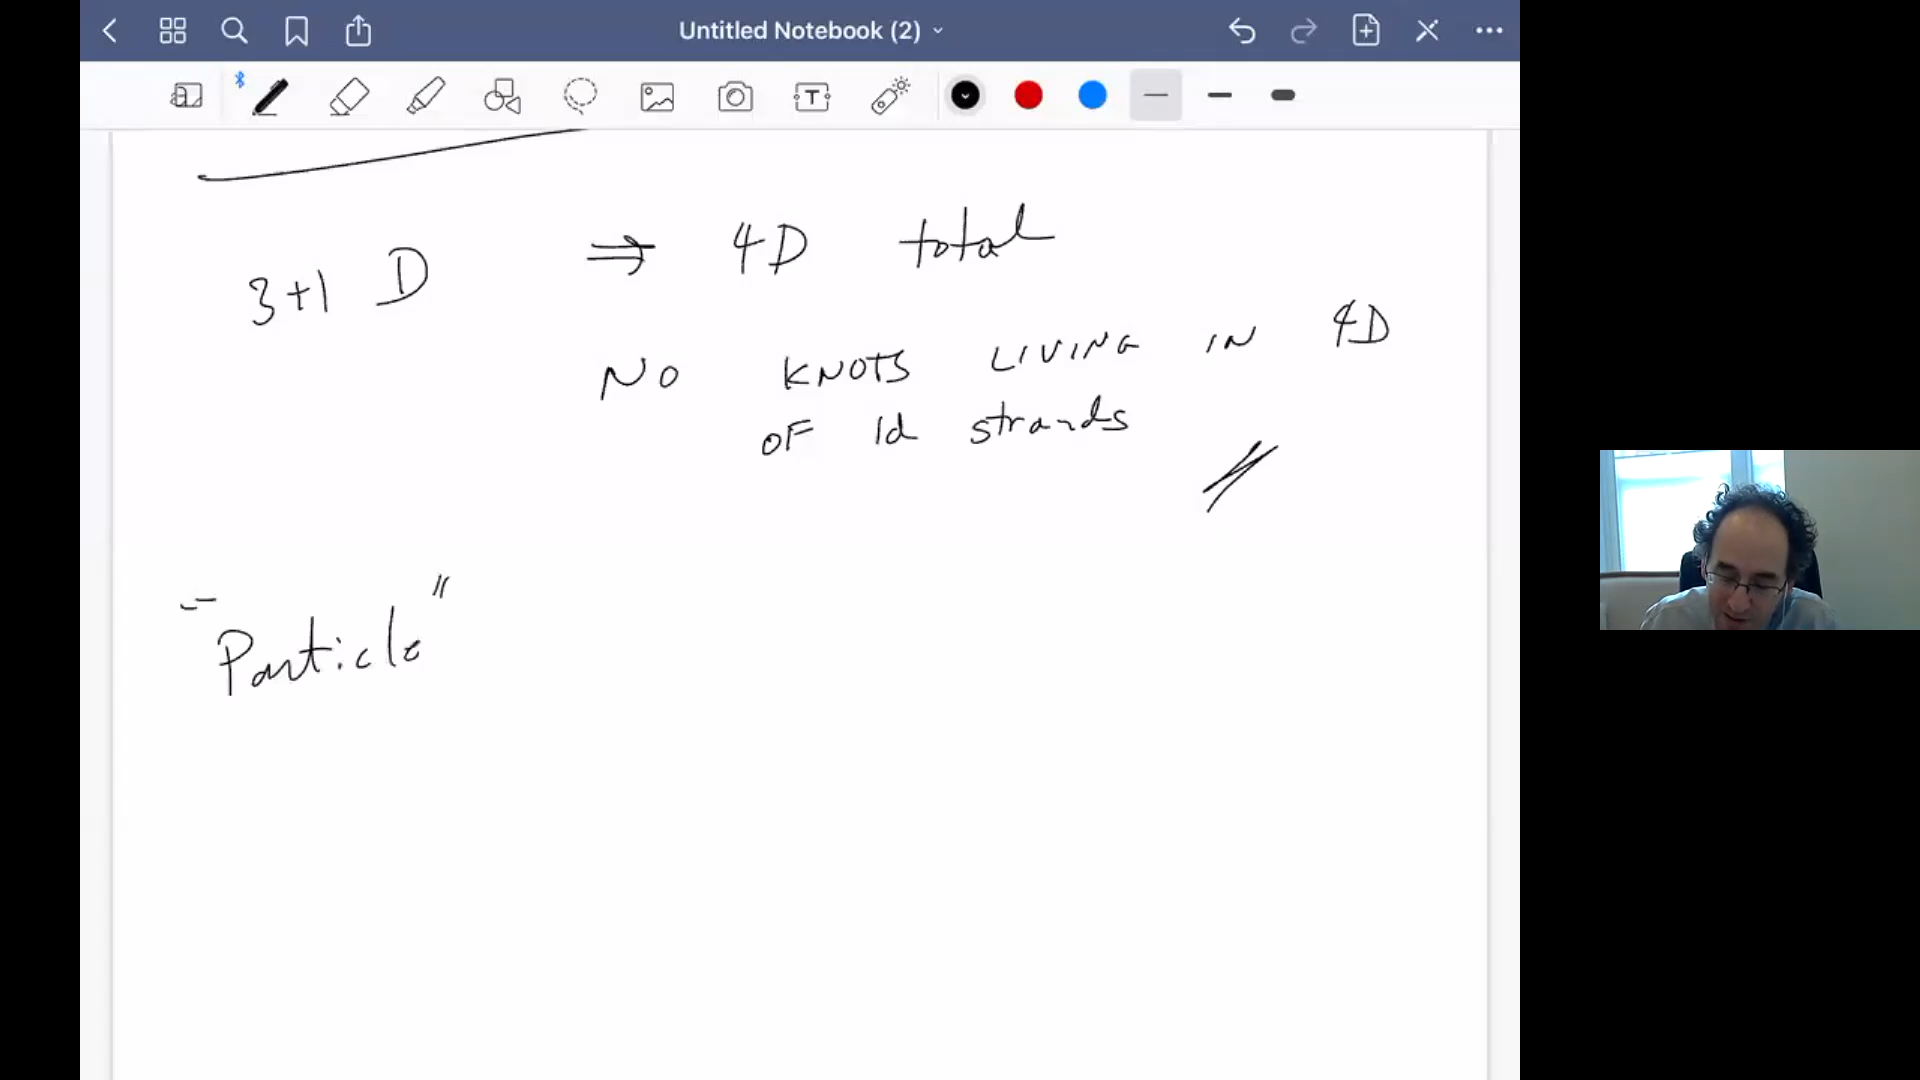 Untitled Notebook (2)
3+1 D ⇒ 4D total
NO KNOTS LIVING IN 4D
OF 1d strands
"Particle"